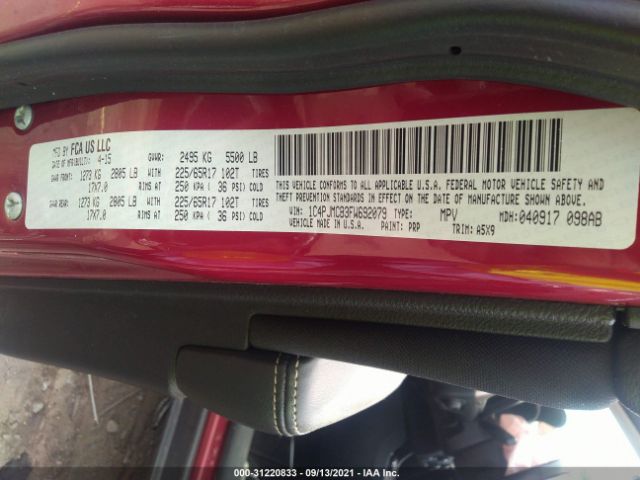 MFD BY FCA US LLC
DATE OF MFR(BUILT): 4-15 GVWR: 2495 KG 5500 LB
GAWR FRONT: 1273 KG 2805 LB WITH 225/65R17 102T TIRES
17X7.0 RIMS AT 250 KPA ( 36 PSI) COLD
GAWR REAR: 1273 KG 2805 LB WITH 225/65R17 102T TIRES
17X7.0 RIMS AT 250 KPA ( 36 PSI) COLD
THIS VEHICLE CONFORMS TO ALL APPLICABLE U.S.A. FEDERAL MOTOR VEHICLE SAFETY AND
THEFT PREVENTION STANDARDS IN EFFECT ON THE DATE OF MANUFACTURE SHOWN ABOVE.
VIN: 1C4PJMCB3FW692079 TYPE: MPV MDH: 040917 098AB
MADE IN U.S.A. PAINT: PRP TRIM: A5X9
000-31220833 - 09/13/2021 - IAA Inc.